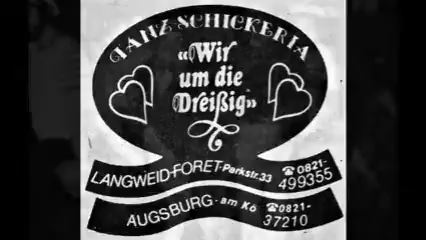 TANZ-SCHICKERIA
«Wir
um die
Dreißig»
LANGWEID-FORET-Parkstr.33 ☎0821-
499355
AUGSBURG-am Kö ☎0821-
37210